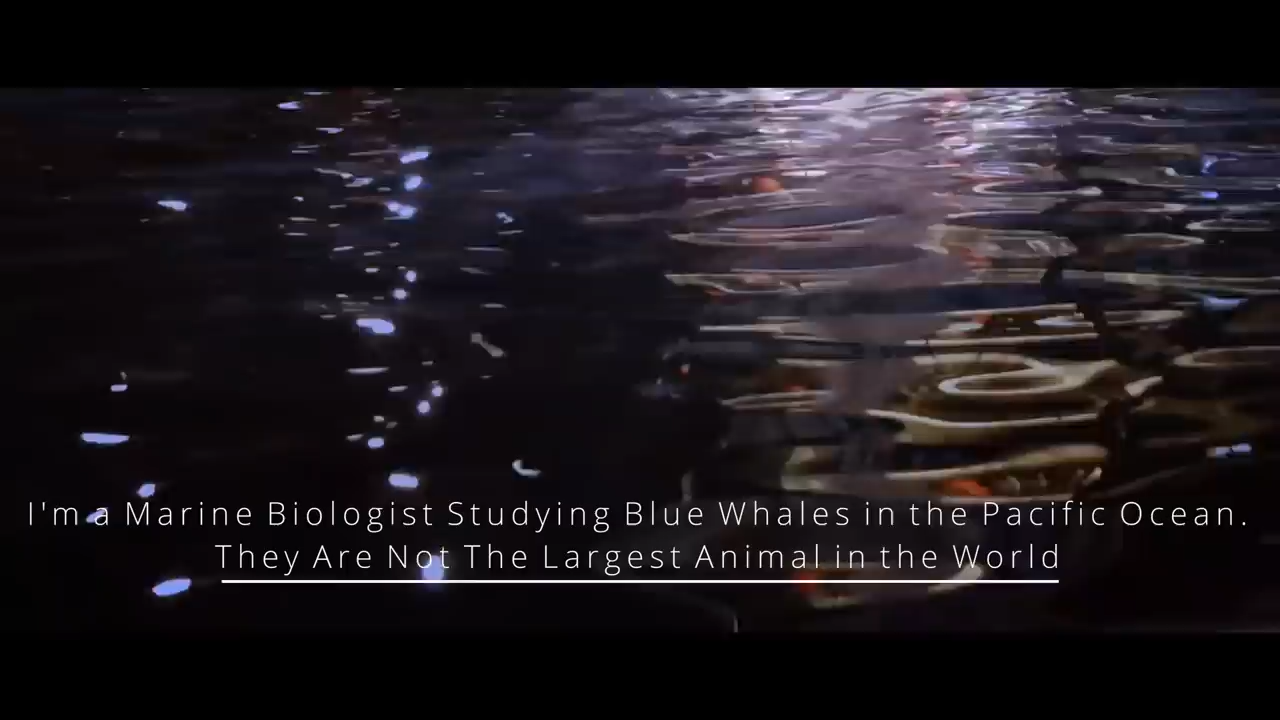 I'm a Marine Biologist Studying Blue Whales in the Pacific Ocean.
They Are Not The Largest Animal in the World